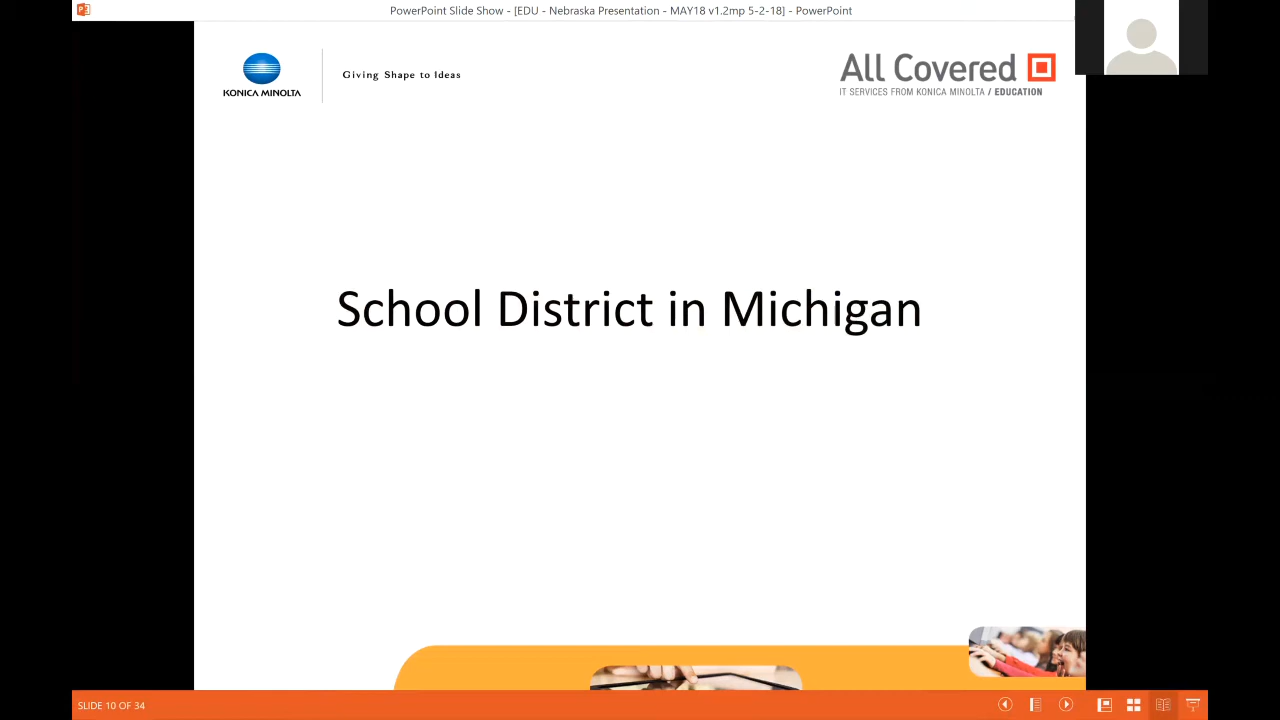 PowerPoint Slide Show - [EDU - Nebraska Presentation - MAY18 v1.2mp 5-2-18] - PowerPoint
KONICA MINOLTA
Giving Shape to Ideas
All Covered
IT SERVICES FROM KONICA MINOLTA / EDUCATION
School District in Michigan
SLIDE 10 OF 34